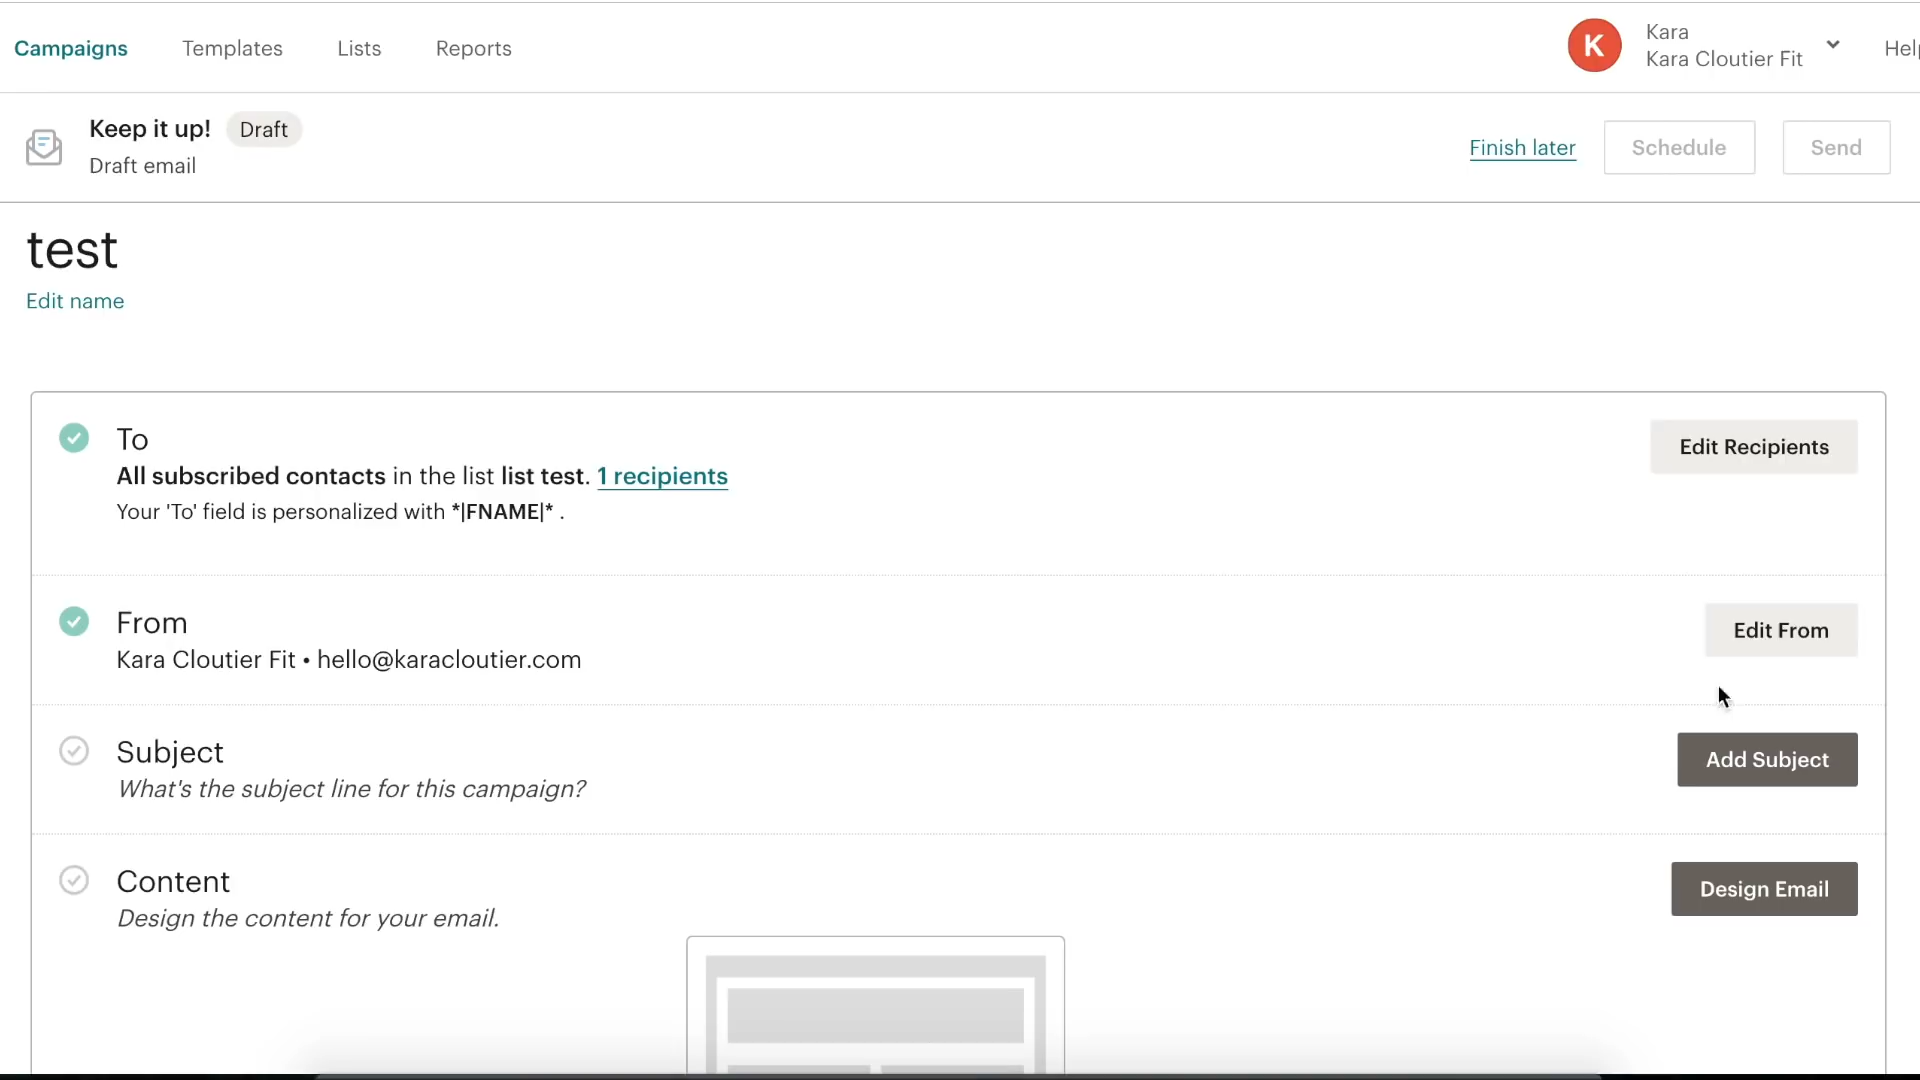 Campaigns Templates Lists Reports
K
Kara
Kara Cloutier Fit
Keep it up! Draft
Draft email
Finish later Schedule Send
test
Edit name
To
All subscribed contacts in the list list test. 1 recipients
Your 'To' field is personalized with *|FNAME|* .
Edit Recipients
From
Kara Cloutier Fit • hello@karacloutier.com
Edit From
Subject
What's the subject line for this campaign?
Add Subject
Content
Design the content for your email.
Design Email